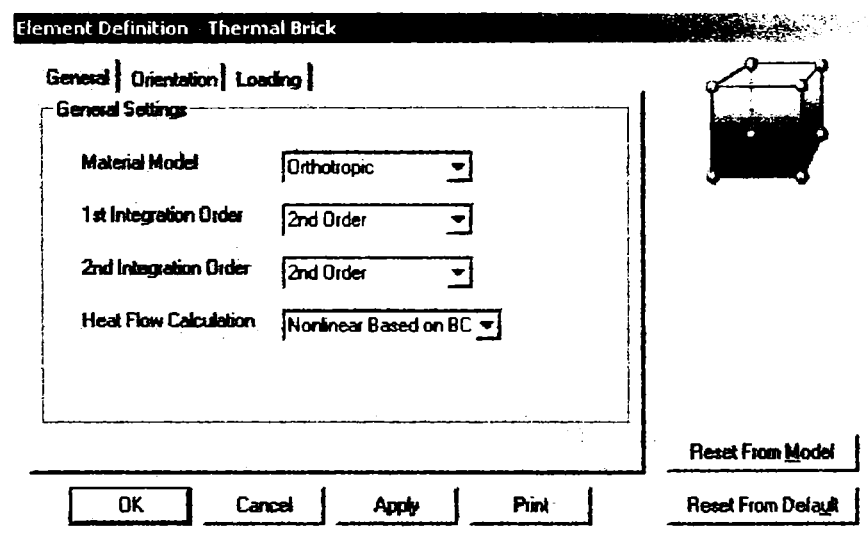 Element Definition - Thermal Brick
General Orientation Loading
General Settings
Material Model Orthotropic
1st Integration Order 2nd Order
2nd Integration Order 2nd Order
Heat Flow Calculation Nonlinear Based on BC
Reset From Model
OK Cancel Apply Print Reset From Default